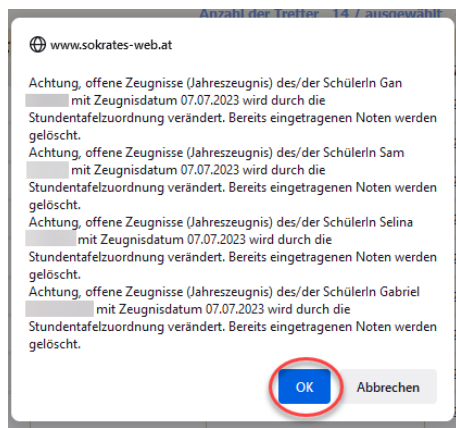 Anzahl der Treffer 14 / ausgewählt
www.sokrates-web.at
Achtung, offene Zeugnisse (Jahreszeugnis) des/der SchülerIn Gan
mit Zeugnisdatum 07.07.2023 wird durch die
Stundentafelzuordnung verändert. Bereits eingetragenen Noten werden
gelöscht.
Achtung, offene Zeugnisse (Jahreszeugnis) des/der SchülerIn Sam
mit Zeugnisdatum 07.07.2023 wird durch die
Stundentafelzuordnung verändert. Bereits eingetragenen Noten werden
gelöscht.
Achtung, offene Zeugnisse (Jahreszeugnis) des/der SchülerIn Selina
mit Zeugnisdatum 07.07.2023 wird durch die
Stundentafelzuordnung verändert. Bereits eingetragenen Noten werden
gelöscht.
Achtung, offene Zeugnisse (Jahreszeugnis) des/der SchülerIn Gabriel
mit Zeugnisdatum 07.07.2023 wird durch die
Stundentafelzuordnung verändert. Bereits eingetragenen Noten werden
gelöscht.
OK Abbrechen